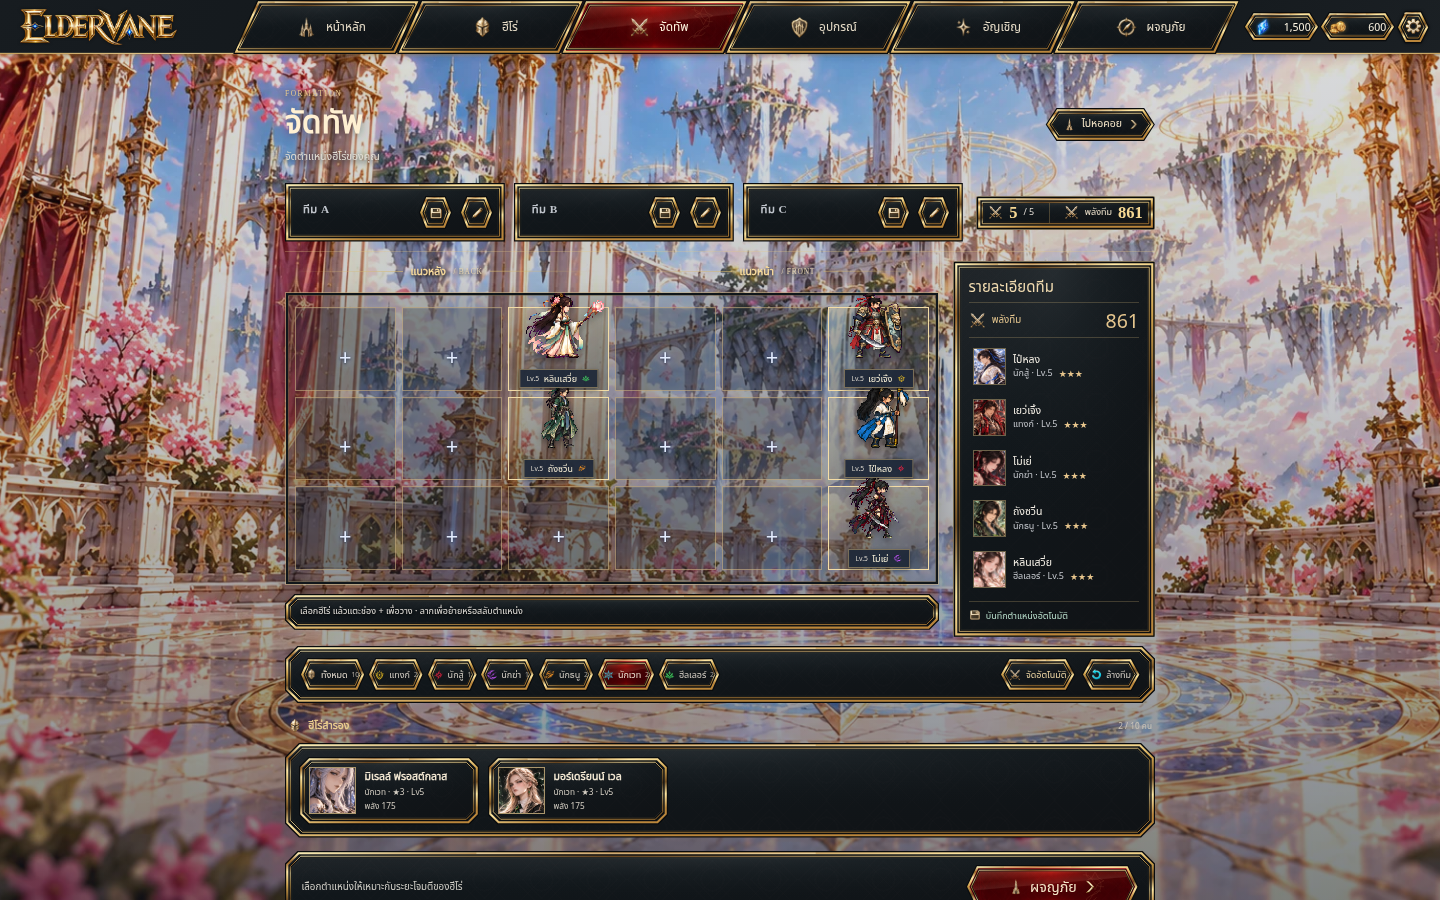 ELDERVANE
หน้าหลัก
ฮีโร่
จัดทัพ
อุปกรณ์
อัญเชิญ
ผจญภัย
1,500
600
FORMATION
จัดทัพ
จัดตำแหน่งฮีโร่ของคุณ
ไปหอคอย
ทีม A
ทีม B
ทีม C
5 / 5
พลังทีม 861
แนวหลัง / BACK
แนวหน้า / FRONT
+ +
Lv.5 หลินเสวี่ย
+ +
Lv.5 เยว่เจิ้ง
+ +
Lv.5 ถังซวิ่น
+ +
Lv.5 ไป๋หลง
+ + + + +
Lv.5 โม่เย่
รายละเอียดทีม
พลังทีม 861
ไป๋หลง
นักสู้ · Lv.5 ★★★
เยว่เจิ้ง
แทงก์ · Lv.5 ★★★
โม่เย่
นักฆ่า · Lv.5 ★★★
ถังซวิ่น
นักธนู · Lv.5 ★★★
หลินเสวี่ย
ฮีลเลอร์ · Lv.5 ★★★
บันทึกตำแหน่งอัตโนมัติ
เลือกฮีโร่ แล้วแตะช่อง + เพื่อวาง · ลากเพื่อย้ายหรือสลับตำแหน่ง
ทั้งหมด 10
แทงก์
นักสู้
นักฆ่า
นักธนู
นักเวท
ฮีลเลอร์
จัดอัตโนมัติ
ล้างทีม
ฮีโร่สำรอง
2 / 10 คน
มิเรลล์ ฟรอสต์กลาส
นักเวท · ★3 · Lv5
พลัง 175
มอร์เดรียนน์ เวล
นักเวท · ★3 · Lv5
พลัง 175
เลือกตำแหน่งให้เหมาะกับระยะโจมตีของฮีโร่
ผจญภัย